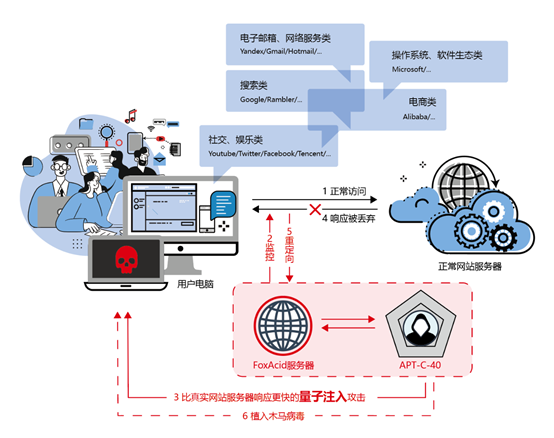 电子邮箱、网络服务类
Yandex/Gmail/Hotmail/...
操作系统、软件生态类
Microsoft/...
搜索类
Google/Rambler/...
电商类
Alibaba/...
社交、娱乐类
Youtube/Twitter/Facebook/Tencent/...
1 正常访问
4 响应被丢弃
正常网站服务器
用户电脑
2监控
5重定向
FoxAcid服务器
APT-C-40
3 比真实网站服务器响应更快的量子注入攻击
6 植入木马病毒